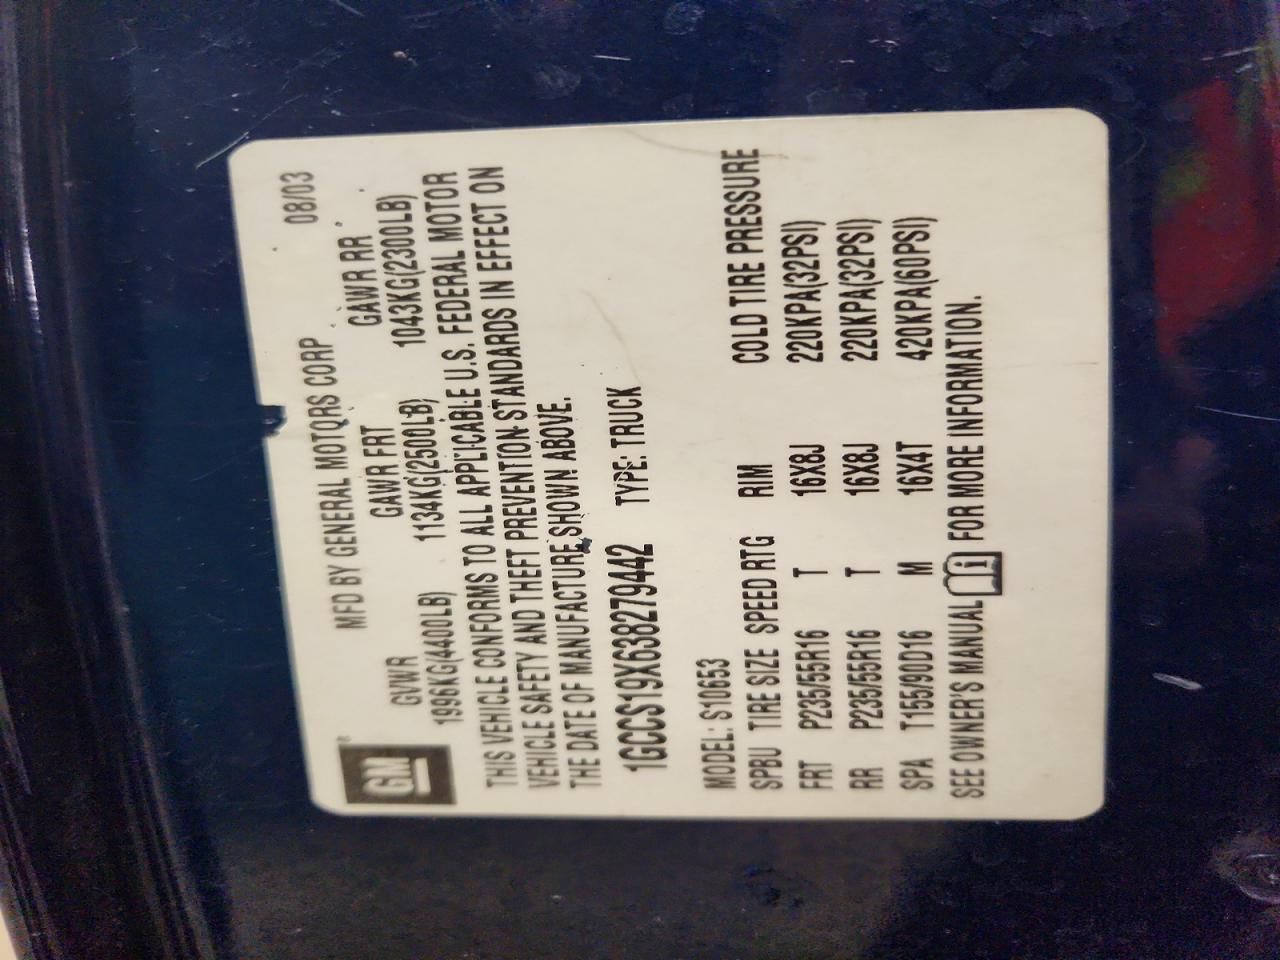 GM ®
MFD BY GENERAL MOTORS CORP 08/03
GVWR GAWR FRT GAWR RR
1996KG(4400LB) 1134KG(2500LB) 1043KG(2300LB)
THIS VEHICLE CONFORMS TO ALL APPLICABLE U.S. FEDERAL MOTOR
VEHICLE SAFETY AND THEFT PREVENTION STANDARDS IN EFFECT ON
THE DATE OF MANUFACTURE SHOWN ABOVE.
1GCCS19X638279442 TYPE: TRUCK
MODEL: S10653
SPBU TIRE SIZE SPEED RTG RIM COLD TIRE PRESSURE
FRT P235/55R16 T 16X8J 220KPA(32PSI)
RR P235/55R16 T 16X8J 220KPA(32PSI)
SPA T155/90D16 M 16X4T 420KPA(60PSI)
SEE OWNER'S MANUAL i FOR MORE INFORMATION.